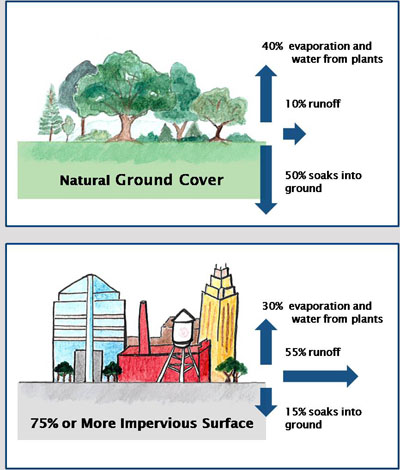 40% evaporation and
water from plants
10% runoff
50% soaks into
ground
Natural Ground Cover
30% evaporation and
water from plants
55% runoff
15% soaks into
ground
75% or More Impervious Surface